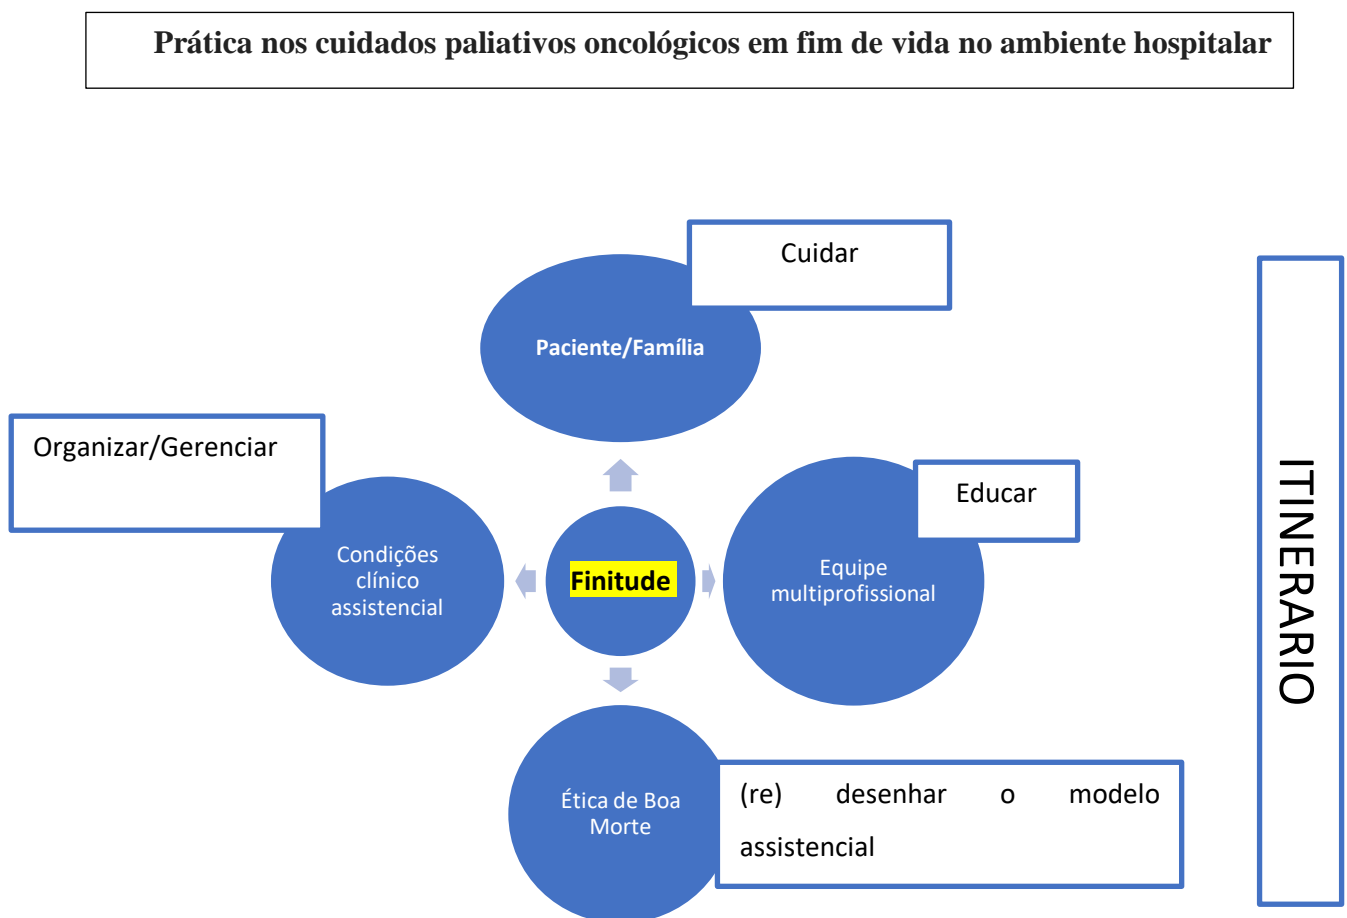 Prática nos cuidados paliativos oncológicos em fim de vida no ambiente hospitalar
Cuidar
Paciente/Família
Organizar/Gerenciar
Educar
Condições
clínico
assistencial
Finitude
Equipe
multiprofissional
ITINERARIO
Ética de Boa
Morte
(re) desenhar o modelo
assistencial